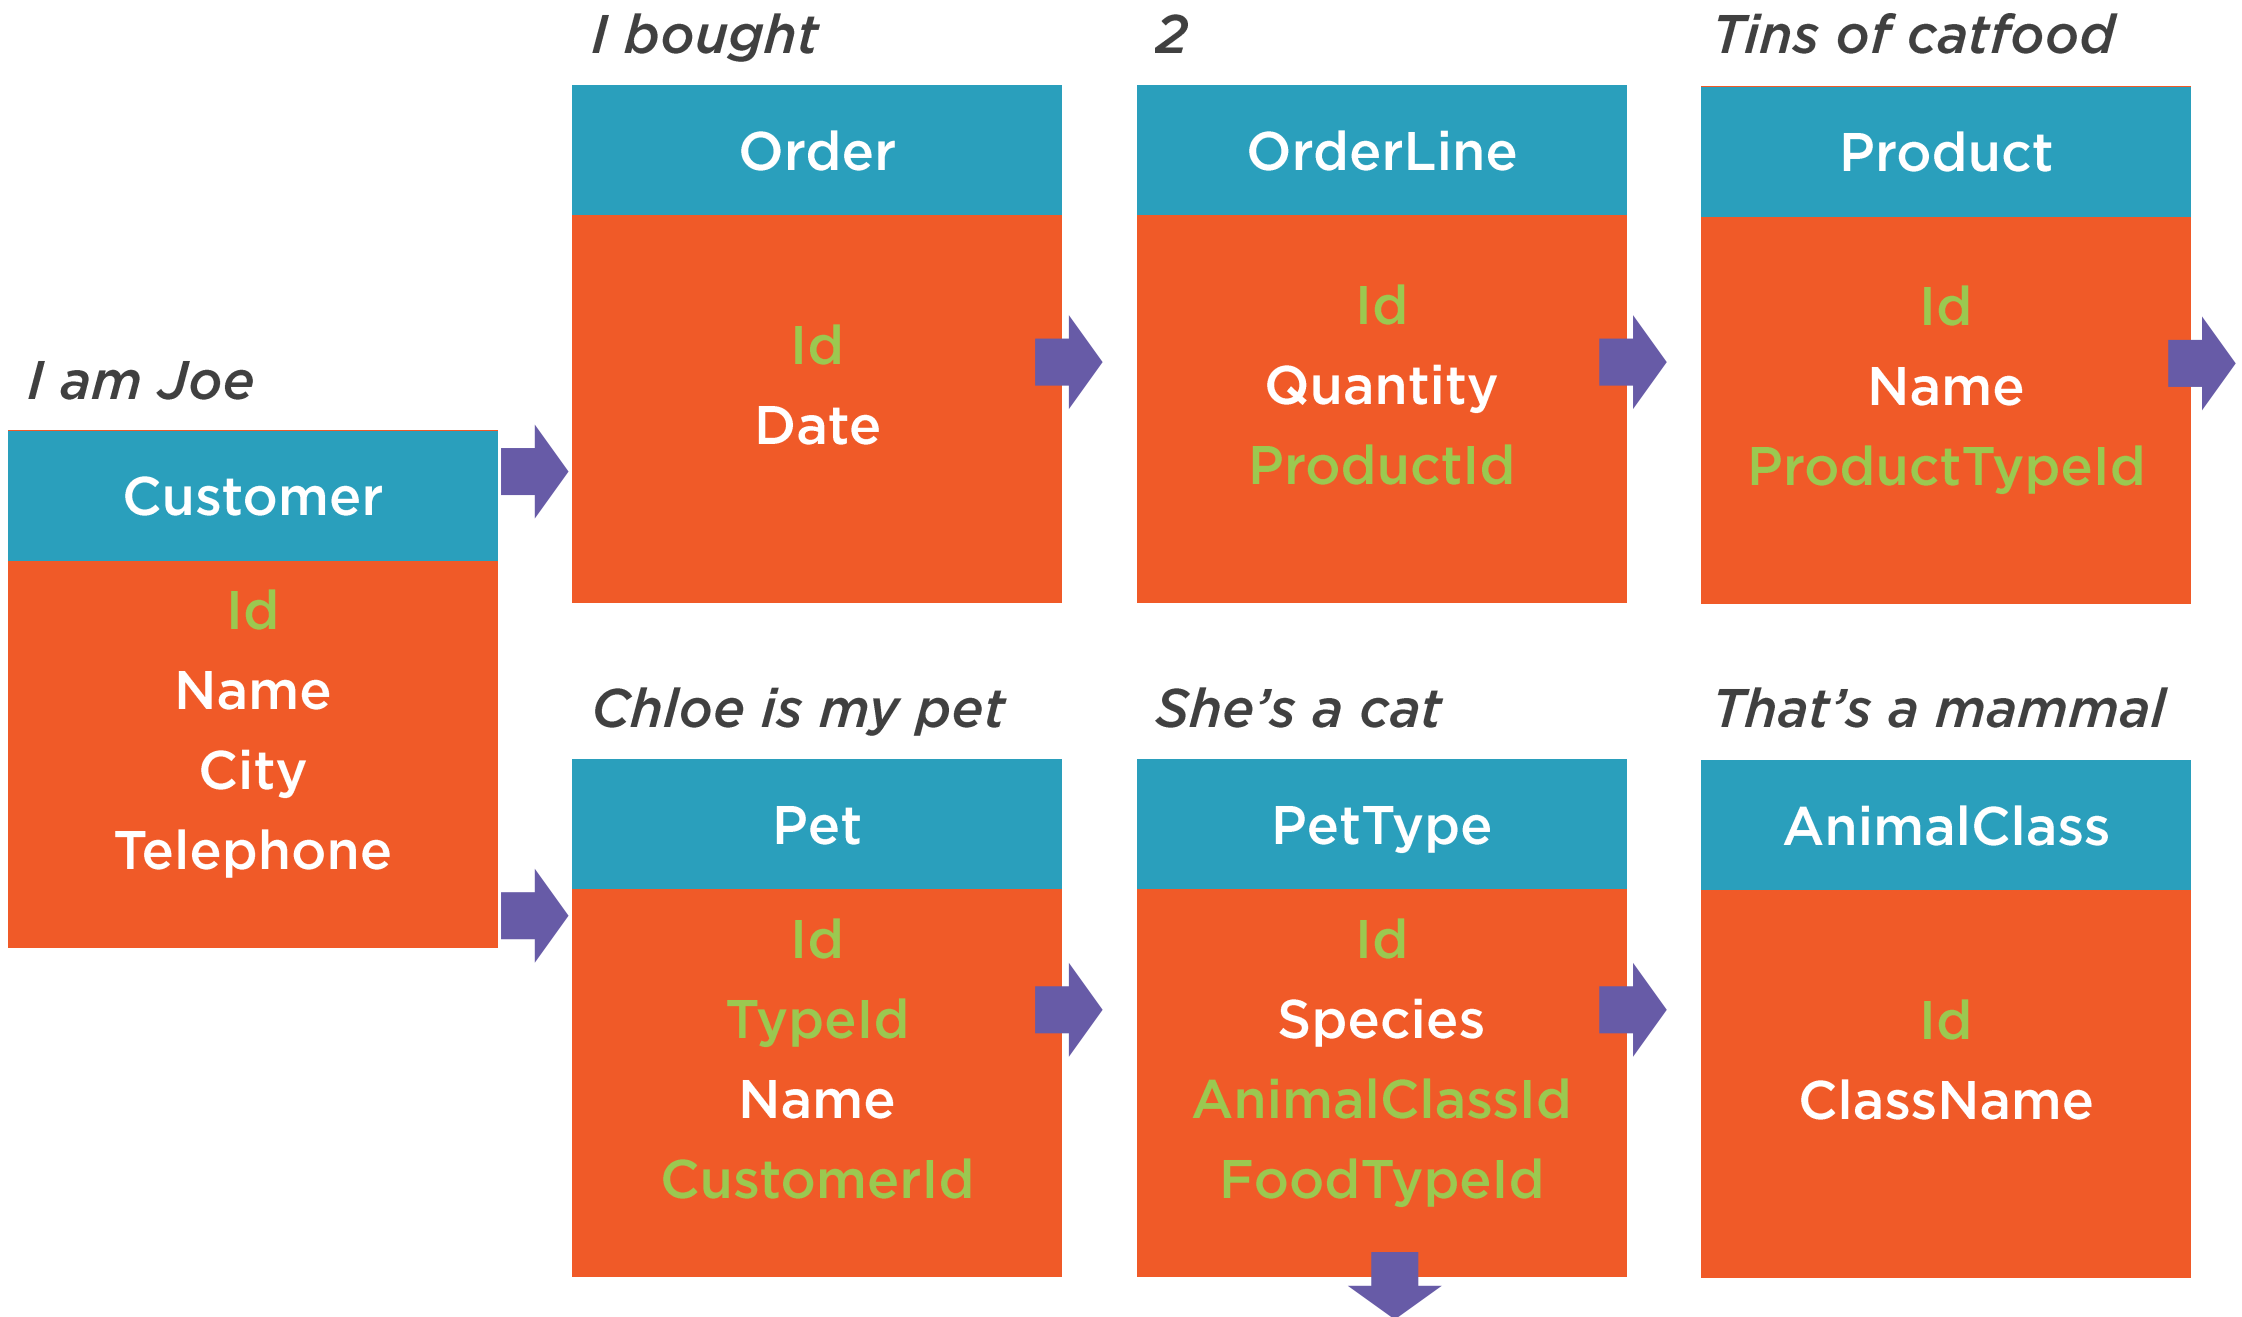 I am Joe
Customer
Id
Name
City
Telephone
I bought
Order
Id
Date
2
OrderLine
Id
Quantity
ProductId
Tins of catfood
Product
Id
Name
ProductTypeId
Chloe is my pet
Pet
Id
TypeId
Name
CustomerId
She's a cat
PetType
Id
Species
AnimalClassId
FoodTypeId
That's a mammal
AnimalClass
Id
ClassName